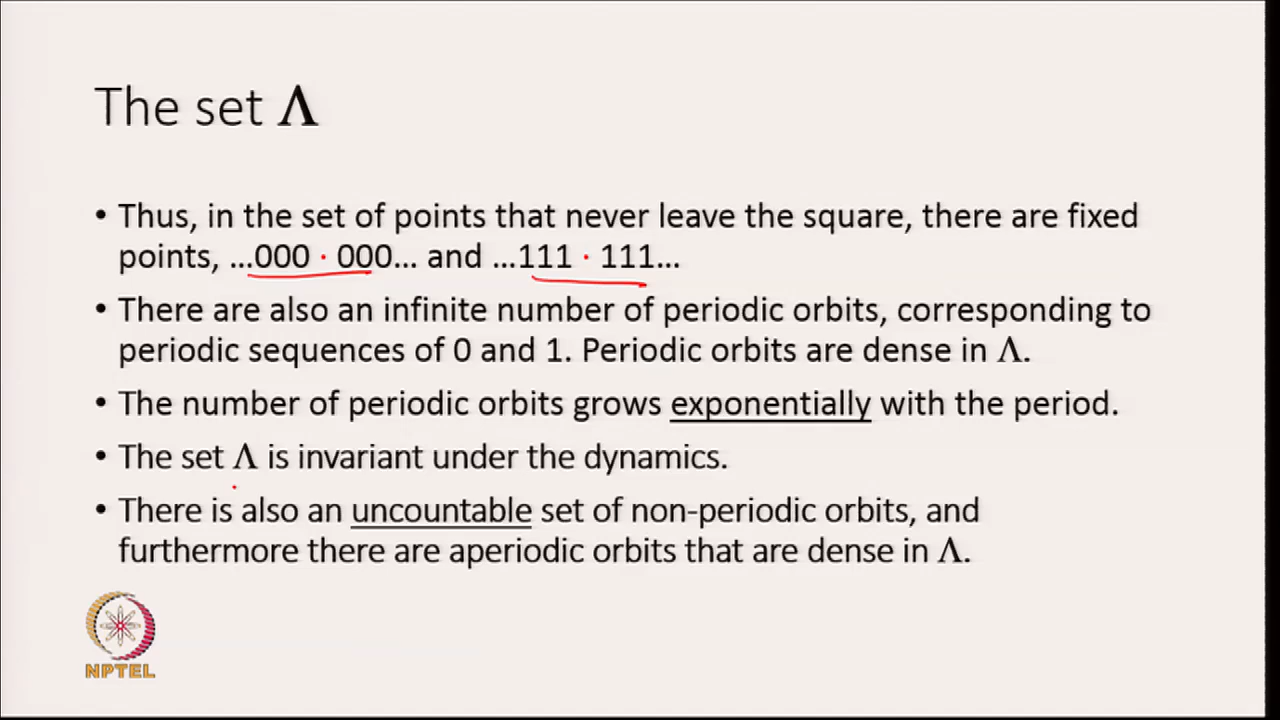 The set Λ
• Thus, in the set of points that never leave the square, there are fixed
points, ...000 · 000... and ...111 · 111...
• There are also an infinite number of periodic orbits, corresponding to
periodic sequences of 0 and 1. Periodic orbits are dense in Λ.
• The number of periodic orbits grows exponentially with the period.
• The set Λ is invariant under the dynamics.
• There is also an uncountable set of non-periodic orbits, and
furthermore there are aperiodic orbits that are dense in Λ.
NPTEL